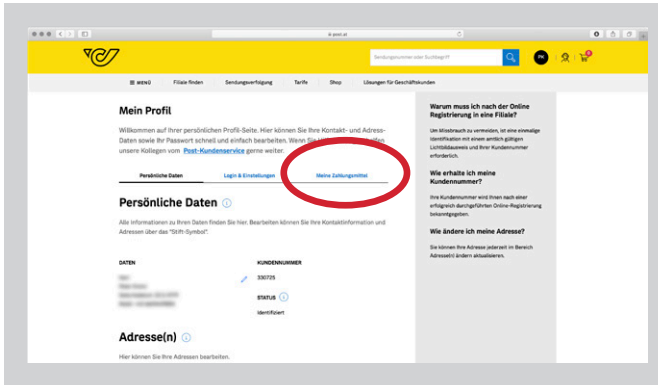 post.at
Sendungsnummer oder Suchbegriff
PK
MENÜ Filiale finden Sendungsverfolgung Tarife Shop Lösungen für Geschäftskunden
Mein Profil
Willkommen auf Ihrer persönlichen Profil-Seite. Hier können Sie Ihre Kontakt- und Adress-
Daten sowie Ihr Passwort schnell und einfach bearbeiten. Wenn Sie
unsere Kollegen vom Post-Kundenservice gerne weiter.
Persönliche Daten Login & Einstellungen Meine Zahlungsmittel
Persönliche Daten
Alle Informationen zu Ihren Daten finden Sie hier. Bearbeiten können Sie Ihre Kontaktinformation und
Adressen über das "Stift-Symbol".
DATEN
KUNDENNUMMER
330725
STATUS
Identifiziert
Adresse(n)
Hier können Sie Ihre Adressen bearbeiten.
Warum muss ich nach der Online
Registrierung in eine Filiale?
Um Missbrauch zu vermeiden, ist eine einmalige
Identifikation mit einem amtlich gültigen
Lichtbildausweis und Ihrer Kundennummer
erforderlich.
Wie erhalte ich meine
Kundennummer?
Ihre Kundennummer wird Ihnen nach einer
erfolgreich durchgeführten Online-Registrierung
bekanntgegeben.
Wie ändere ich meine Adresse?
Sie können Ihre Adresse jederzeit im Bereich
Adresse(n) ändern aktualisieren.